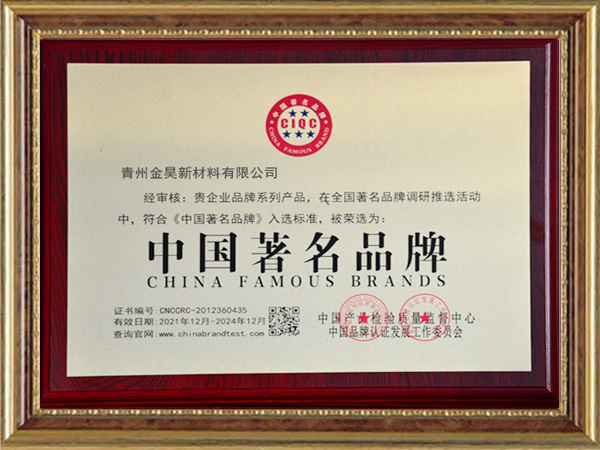 中国著名品牌
CIQC
CHINA FAMOUS BRAND
青州金昊新材料有限公司
经审核：贵企业品牌系列产品，在全国著名品牌调研推选活动
中，符合《中国著名品牌》入选标准，被荣选为：
中国著名品牌
CHINA FAMOUS BRANDS
证书编号:CNCCRC-2012360435
有效日期:2021年12月-2024年12月
查询官网:www.chinabrandtest.com
中国产业检验质量监督中心
中国品牌认证发展工作委员会